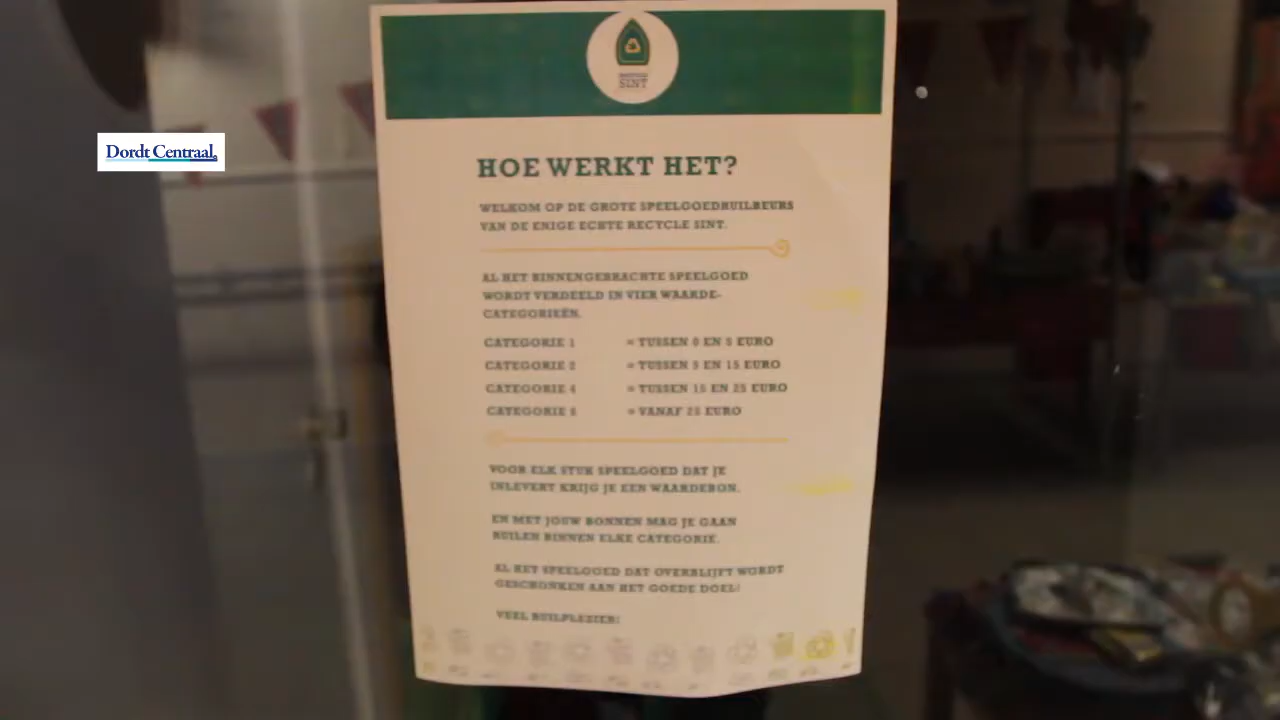 SINT
Dordt Centraal.
HOE WERKT HET?
WELKOM OP DE GROTE SPEELGOEDRUILBEURS
VAN DE ENIGE ECHTE RECYCLE SINT.
AL HET BINNENGEBRACHTE SPEELGOED
WORDT VERDEELD IN VIER WAARDE-
CATEGORIEËN.
CATEGORIE 1 = TUSSEN 0 EN 5 EURO
CATEGORIE 2 = TUSSEN 5 EN 15 EURO
CATEGORIE 4 = TUSSEN 15 EN 25 EURO
CATEGORIE = VANAF 25 EURO
VOOR ELK STUK SPEELGOED DAT JE
INLEVERT KRIJG JE EEN WAARDEBON.
EN MET JOUW BONNEN MAG JE GAAN
RUILEN BINNEN ELKE CATEGORIE.
AL HET SPEELGOED DAT OVERBLIJFT WORDT
GESCHONKEN AAN HET GOEDE DOEL!
VEEL RUILPLEZIER!